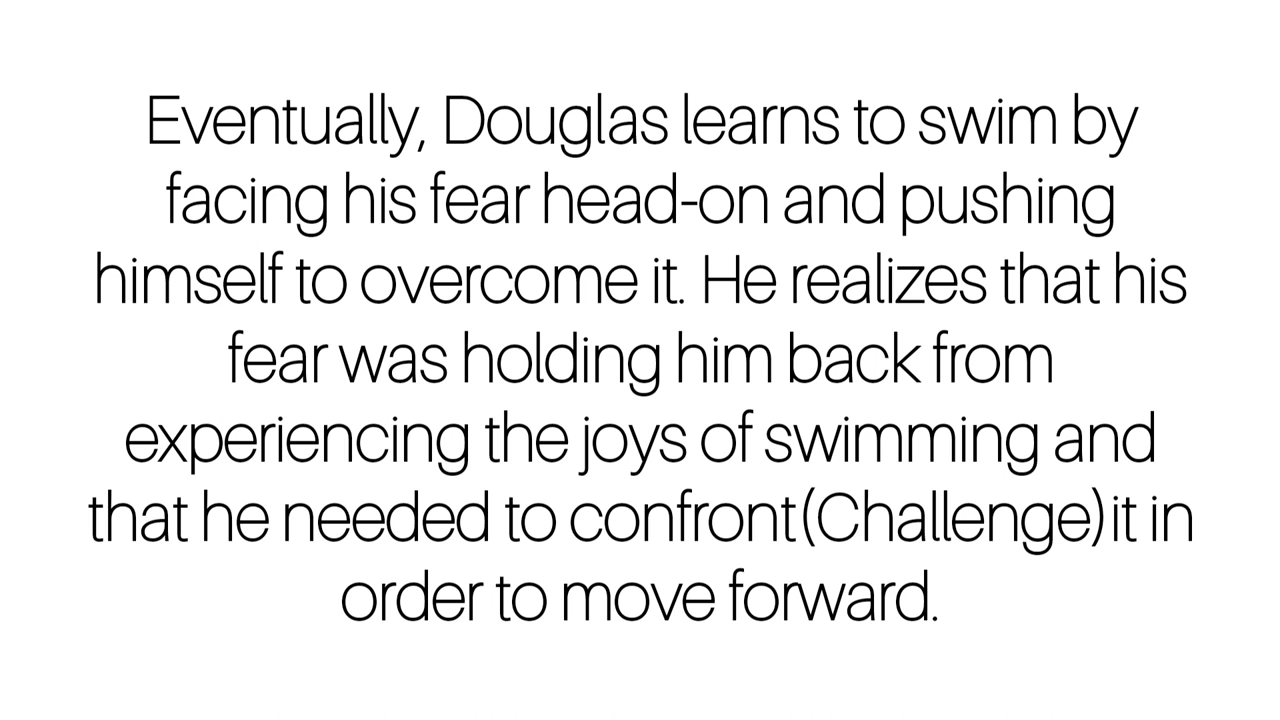 Eventually, Douglas learns to swim by
facing his fear head-on and pushing
himself to overcome it. He realizes that his
fear was holding him back from
experiencing the joys of swimming and
that he needed to confront(Challenge)it in
order to move forward.